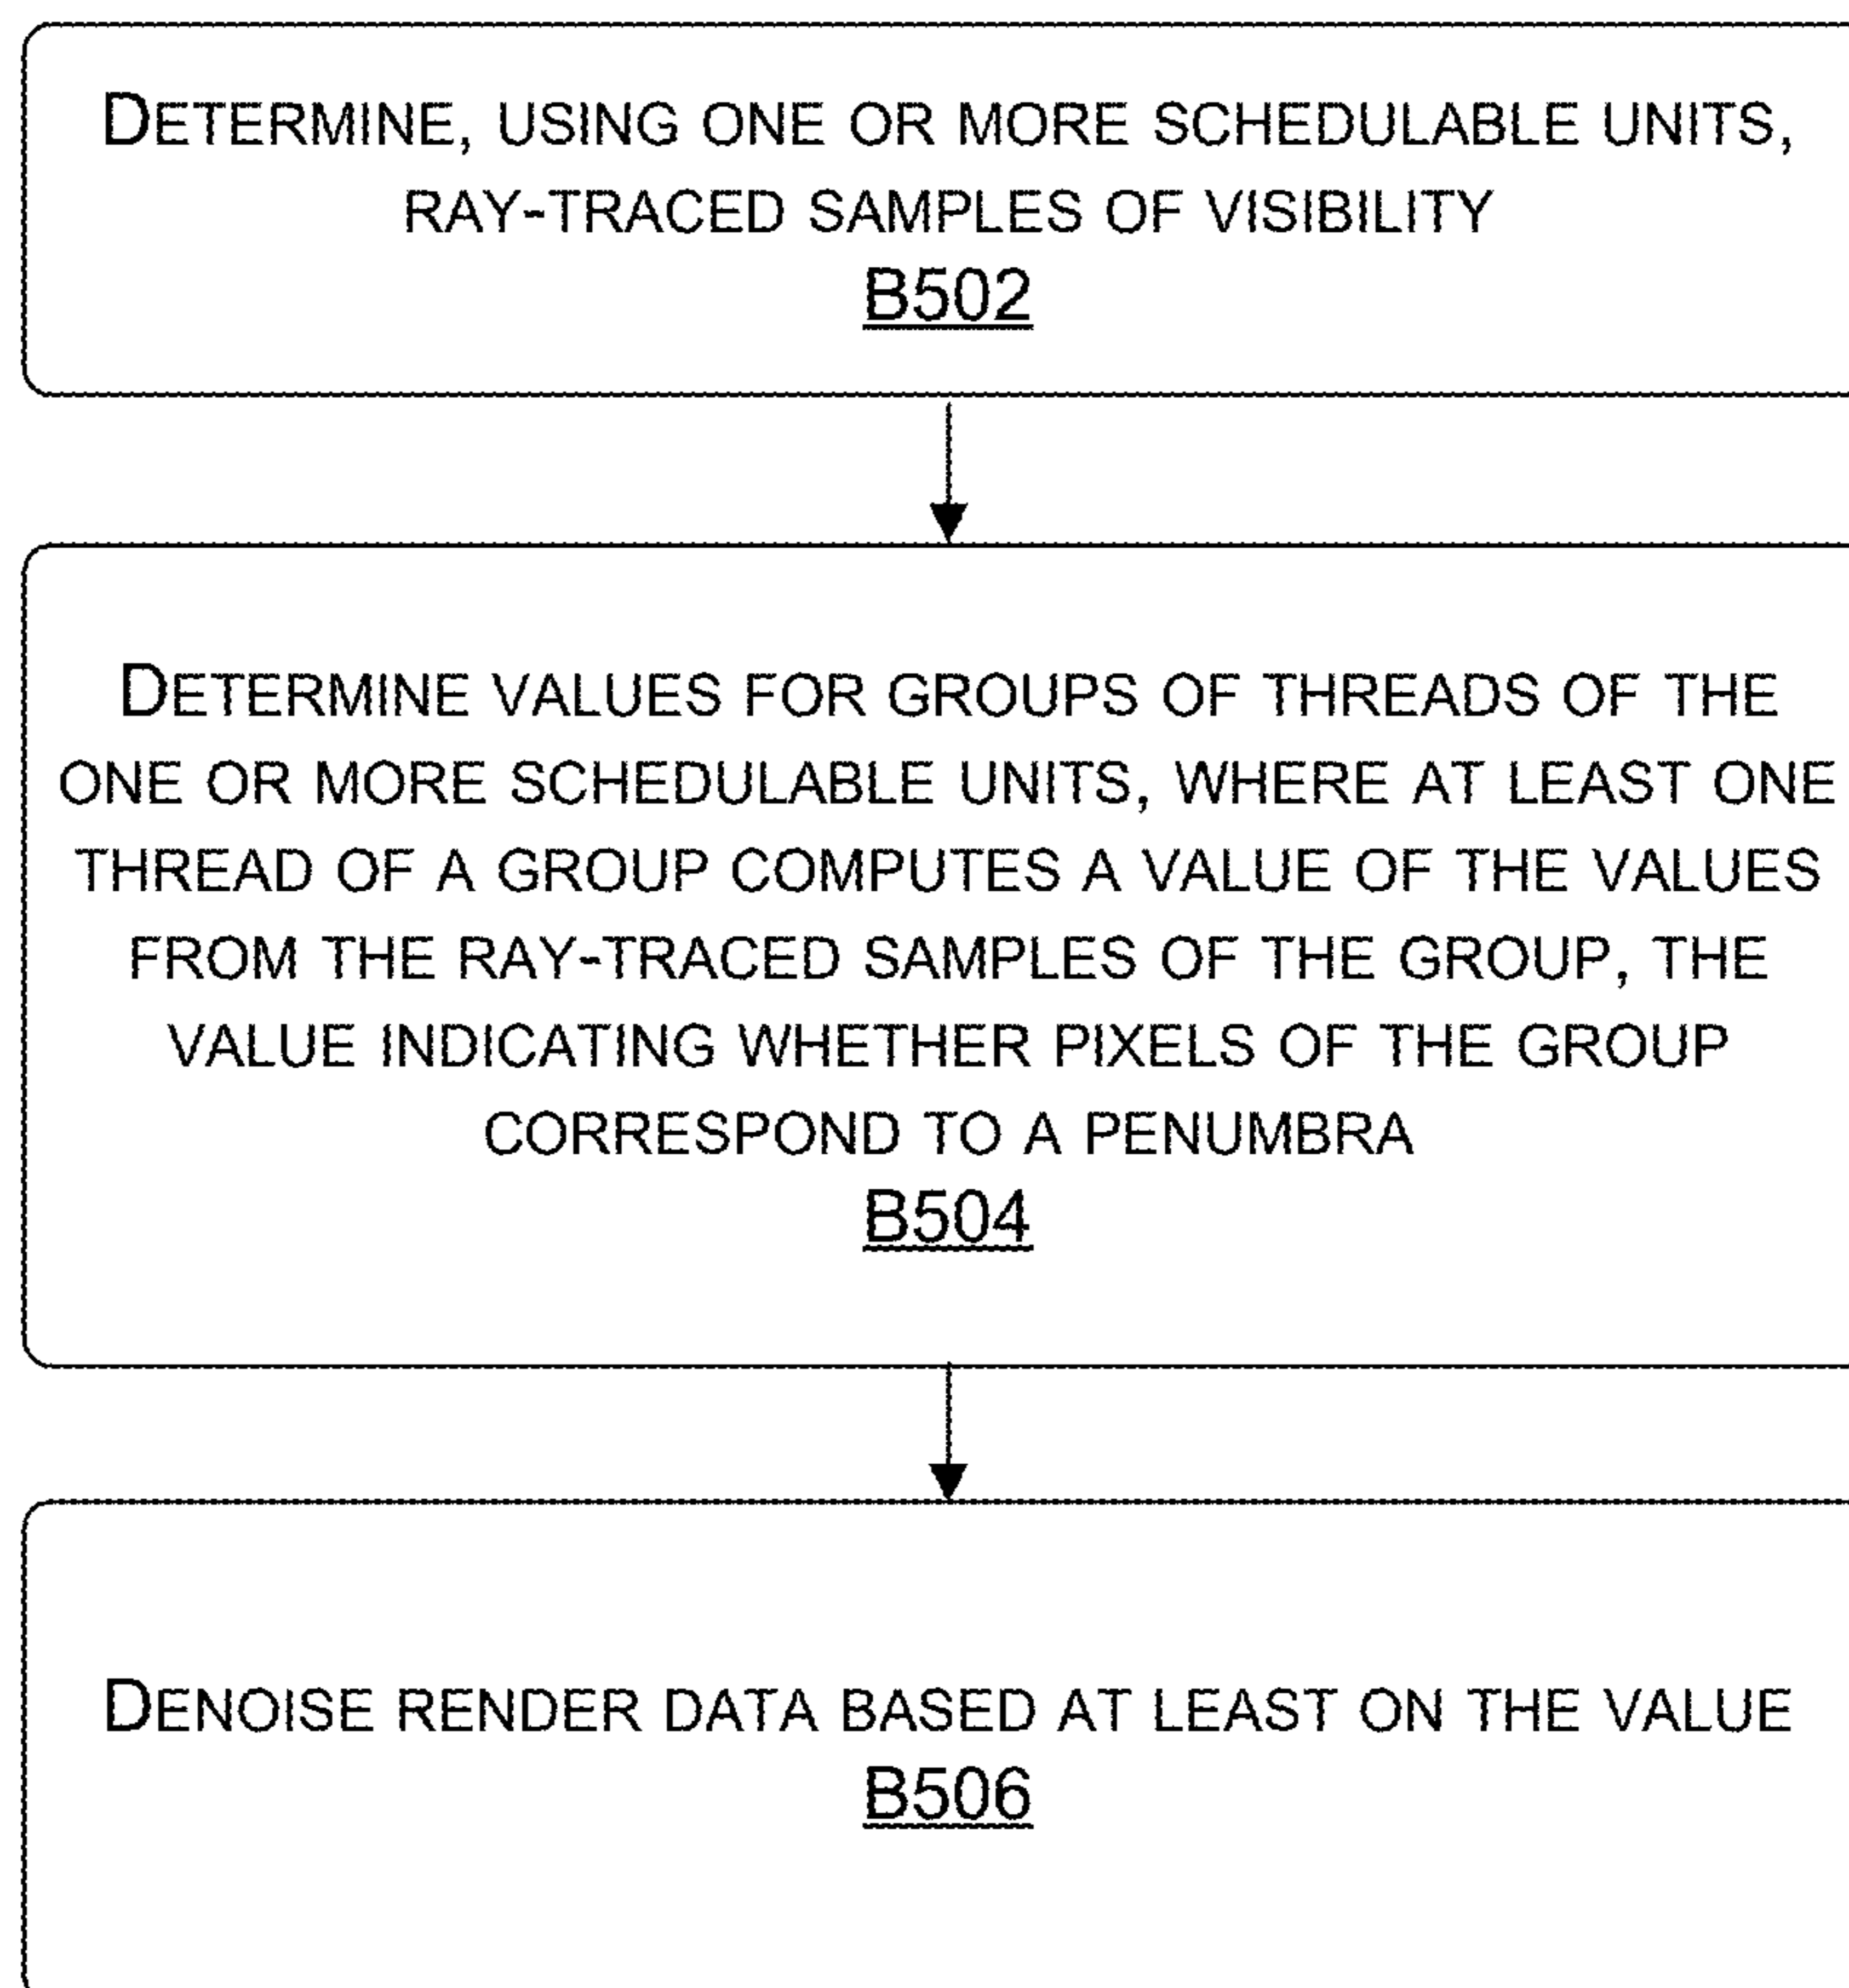 DETERMINE, USING ONE OR MORE SCHEDULABLE UNITS,
RAY-TRACED SAMPLES OF VISIBILITY
B502
DETERMINE VALUES FOR GROUPS OF THREADS OF THE
ONE OR MORE SCHEDULABLE UNITS, WHERE AT LEAST ONE
THREAD OF A GROUP COMPUTES A VALUE OF THE VALUES
FROM THE RAY-TRACED SAMPLES OF THE GROUP, THE
VALUE INDICATING WHETHER PIXELS OF THE GROUP
CORRESPOND TO A PENUMBRA
B504
DENOISE RENDER DATA BASED AT LEAST ON THE VALUE
B506